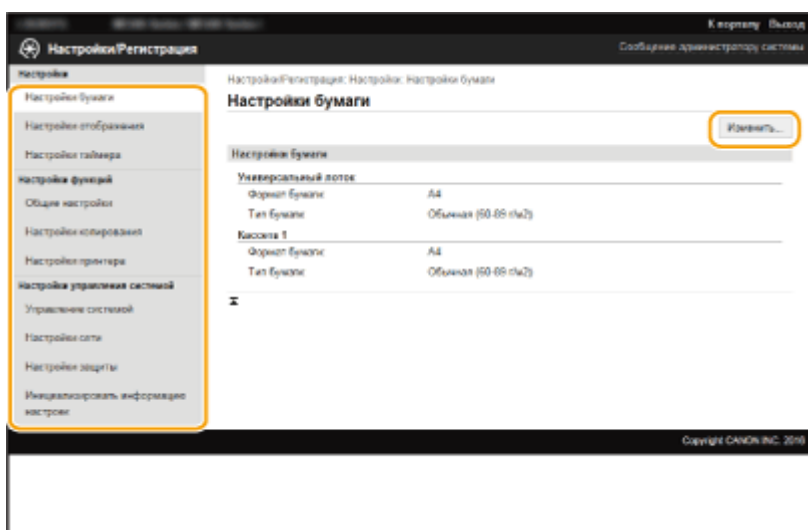 К порталу Выход
Настройки/Регистрация
Сообщение администратору системы
Настройка
Настройки бумаги
Настройки отображения
Настройки таймера
Настройка функций
Общие настройки
Настройки копирования
Настройки принтера
Настройки управления системой
Управление системой
Настройки сети
Настройки защиты
Инициализировать информацию
настроек
Настройки/Регистрация: Настройки: Настройки бумаги
Настройки бумаги
Изменить...
Настройки бумаги
Универсальный лоток
Формат бумаги: A4
Тип бумаги: Обычная (60-89 г/м2)
Кассета 1
Формат бумаги: A4
Тип бумаги: Обычная (60-89 г/м2)
Copyright CANON INC. 2018